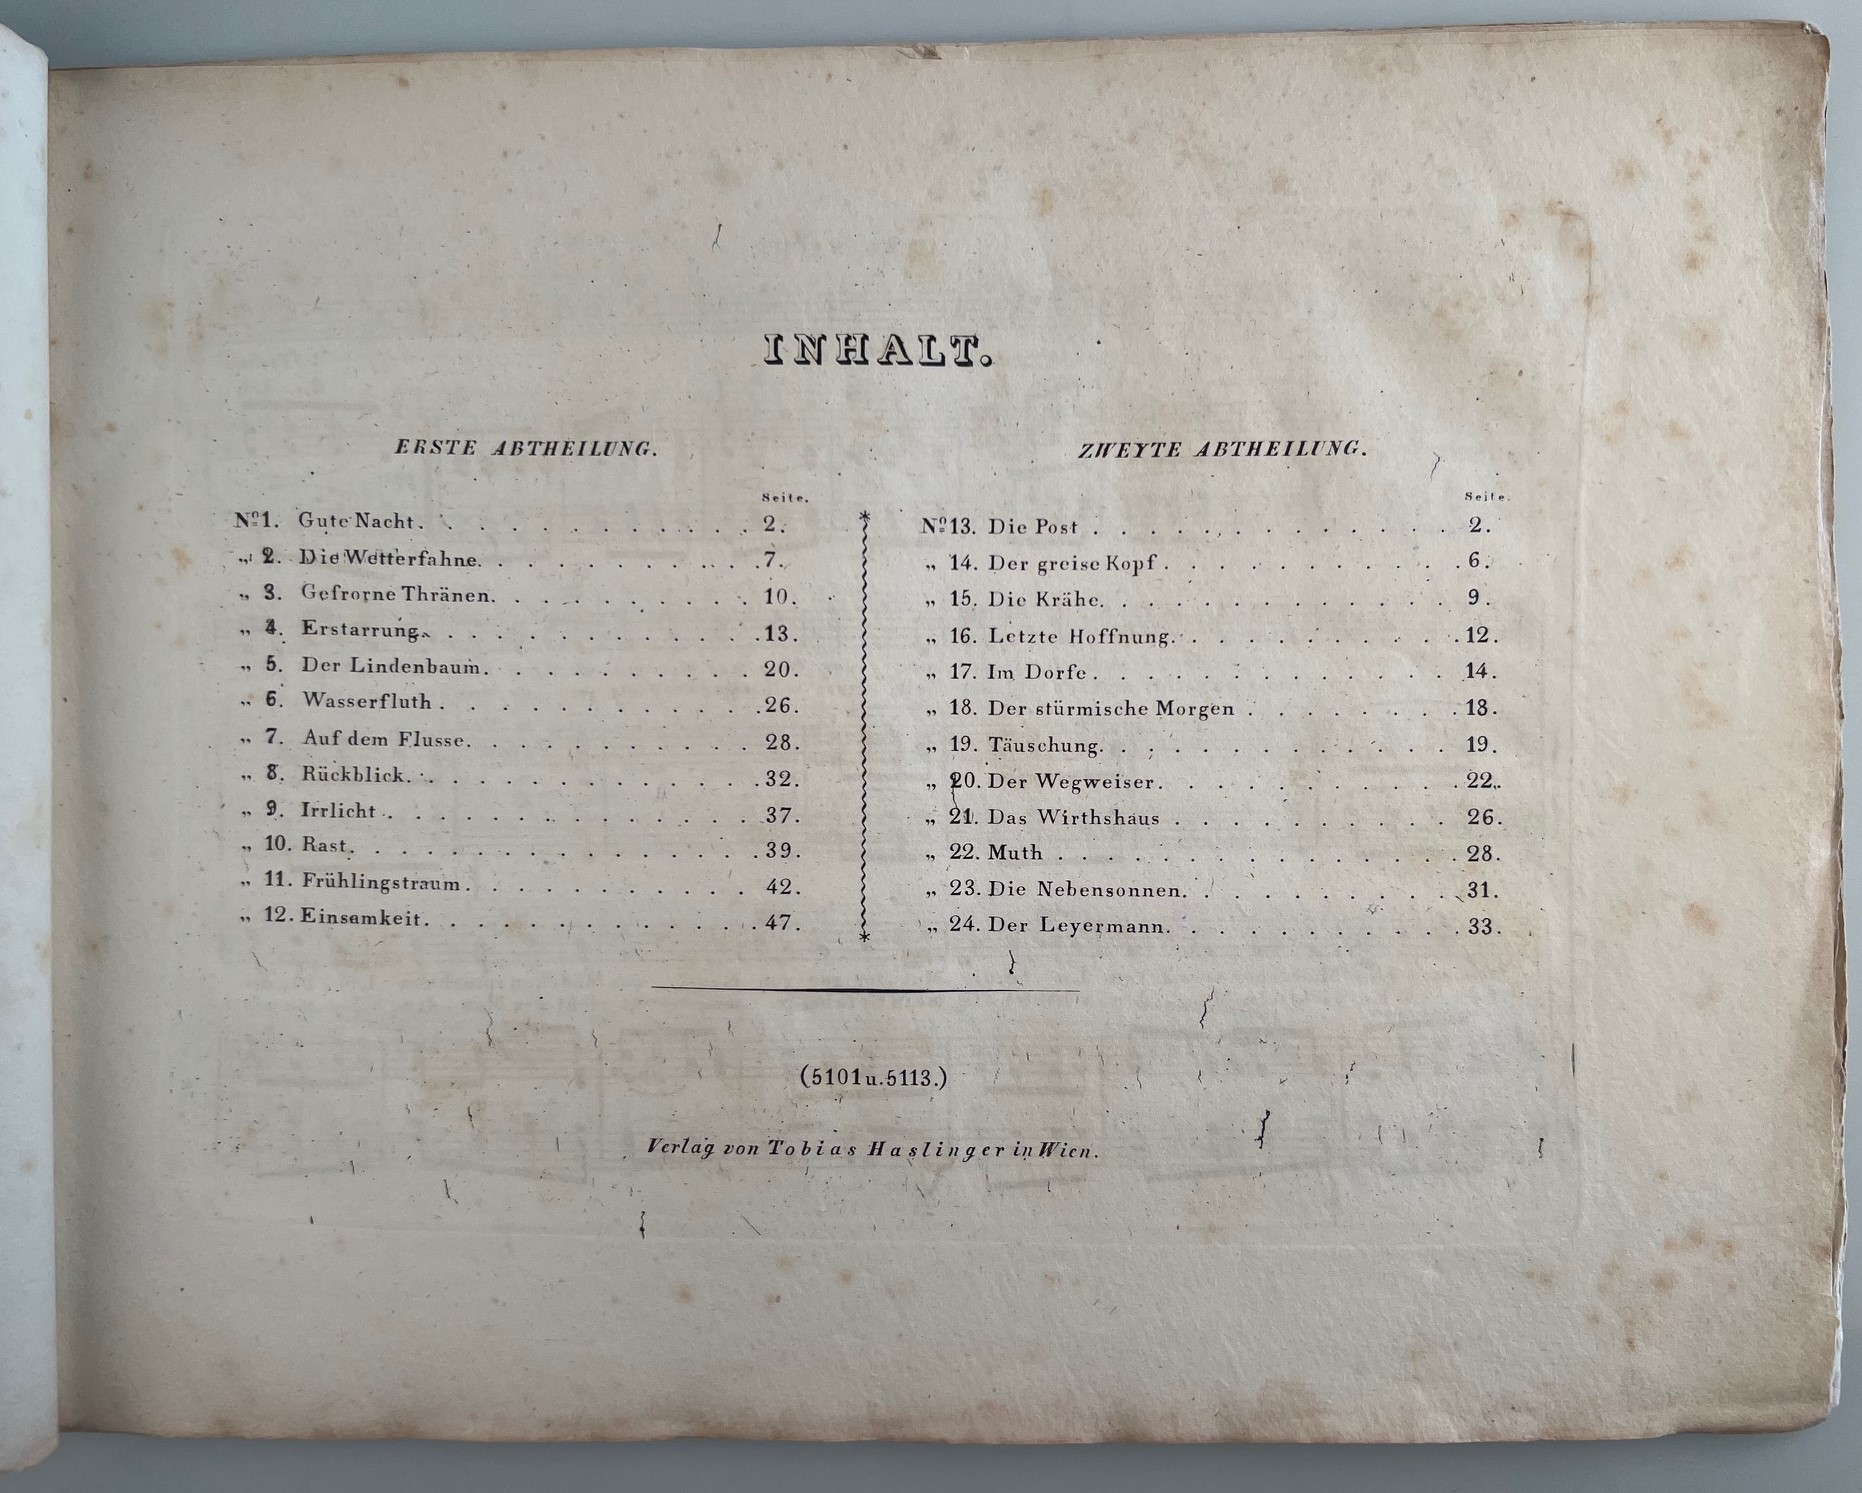 INHALT.
ERSTE ABTHEILUNG.
Seite.
Nº 1. Gute Nacht. 2.
„ 2. Die Wetterfahne. 7.
„ 3. Gefrorne Thränen. 10.
„ 4. Erstarrung. 13.
„ 5. Der Lindenbaum. 20.
„ 6. Wasserfluth. 26.
„ 7. Auf dem Flusse. 28.
„ 8. Rückblick. 32.
„ 9. Irrlicht. 37.
„ 10. Rast. 39.
„ 11. Frühlingstraum. 42.
„ 12. Einsamkeit. 47.
ZWEYTE ABTHEILUNG.
Seite.
Nº 13. Die Post. 2.
„ 14. Der greise Kopf. 6.
„ 15. Die Krähe. 9.
„ 16. Letzte Hoffnung. 12.
„ 17. Im Dorfe. 14.
„ 18. Der stürmische Morgen. 18.
„ 19. Täuschung. 19.
„ 20. Der Wegweiser. 22.
„ 21. Das Wirthshaus. 26.
„ 22. Muth. 28.
„ 23. Die Nebensonnen. 31.
„ 24. Der Leyermann. 33.
(5101 u. 5113.)
Verlag von Tobias Haslinger in Wien.